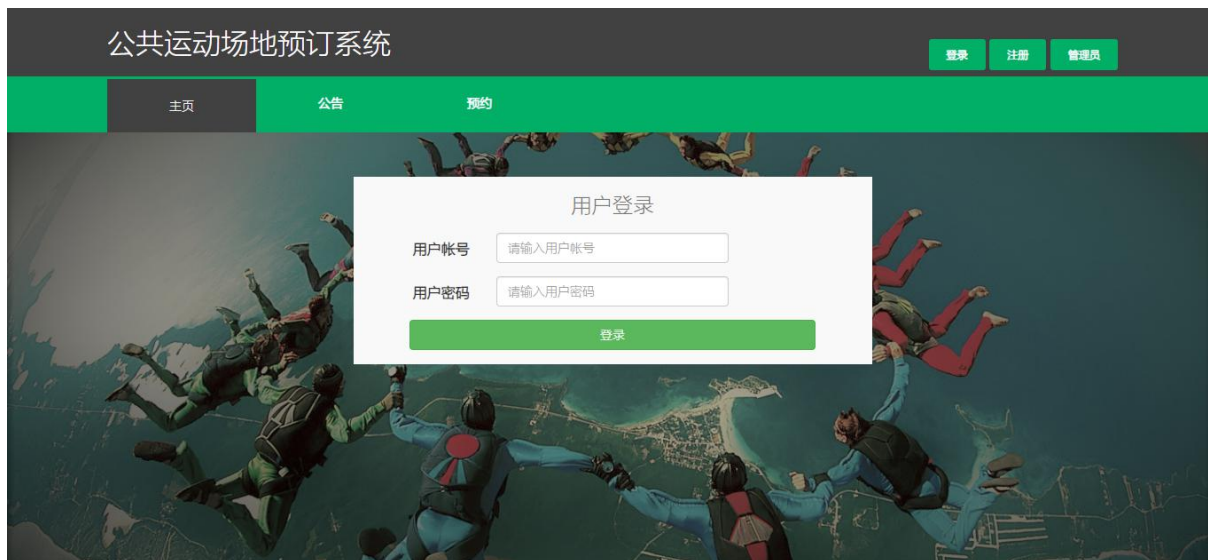 公共运动场地预订系统
登录 注册 管理员
主页 公告 预约
用户登录
用户帐号 请输入用户帐号
用户密码 请输入用户密码
登录